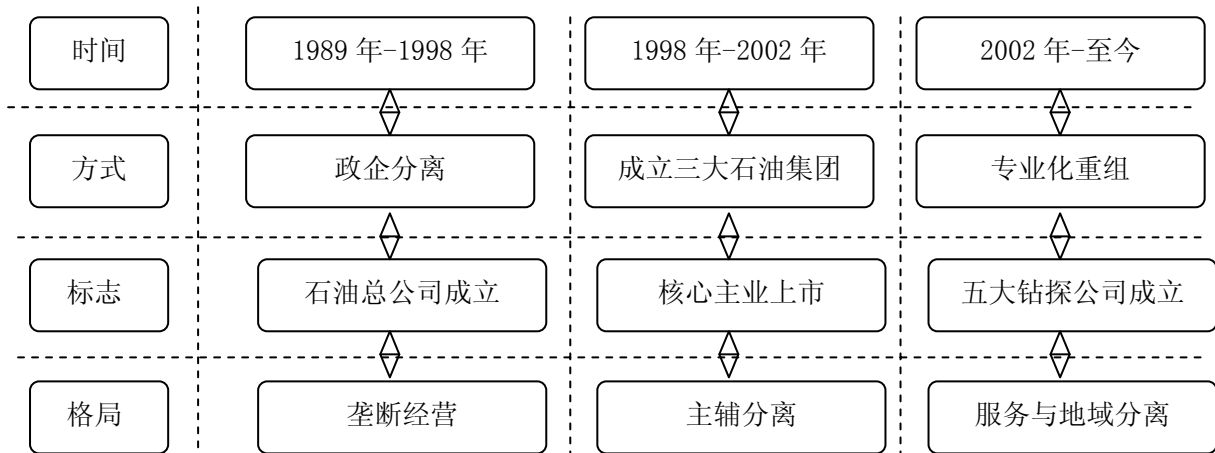 时间 1989 年-1998 年 1998 年-2002 年 2002 年-至今
方式 政企分离 成立三大石油集团 专业化重组
标志 石油总公司成立 核心主业上市 五大钻探公司成立
格局 垄断经营 主辅分离 服务与地域分离